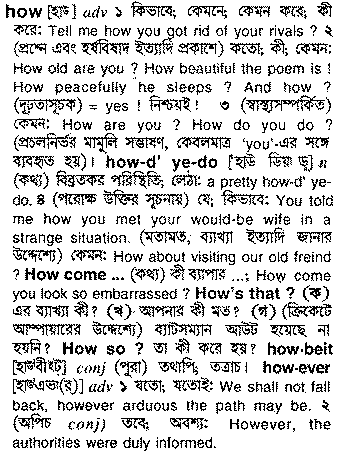 how [হাউ] adv ১ কিভাবে; কেমনে; কেমন করে; কী
করে: Tell me how you got rid of your rivals ? ২
(প্রশ্নে এবং হর্ষবিষাদ ইত্যাদি প্রকাশে) কতো; কী; কেমন:
How old are you ? How beautiful the poem is !
How peacefully he sleeps ? And how ?
(দৃঢ়তাসূচক) = yes ! নিশ্চয়ই! ৩ (স্বাস্থ্যসম্পর্কিত)
কেমন: How are you ? How do you do ?
(প্রচলনির্ভর মামুলি সম্ভাষণ, কেবলমাত্র 'you'-এর সঙ্গে
ব্যবহৃত হয়)। how-d' ye-do [হাউ ডিয়া ডূ] n
(কথ্য) বিব্রতকর পরিস্থিতি; লেঠা: a pretty how-d' ye-
do. ৪ (পরোক্ষ উক্তির সূচনায়) যে; কিভাবে: You told
me how you met your would-be wife in a
strange situation. (মতামত, ব্যাখ্যা ইত্যাদি জানার
উদ্দেশ্যে) কেমন: How about visiting our old freind
? How come ... (কথ্য) কী ব্যাপার ...; How come
you look so embarrassed ? How's that ? (ক)
এর ব্যাখ্যা কী? (খ) আপনার কী মত? (গ) (ক্রিকেটে
আম্পায়ারের উদ্দেশ্যে) ব্যাটসম্যান আউট হয়েছে না
হয়নি? How so ? তা কী করে হয়? how·beit
[হাউবীইট্] conj (পুরা) তথাপি; তত্রাচ। how·ever
[হাউএভ্‌া(র্)] adv ১ যতো; যতোই: We shall not fall
back, however arduous the path may be. ২
(অপিচ conj) তবে; অবশ্য: However, the
authorities were duly informed.